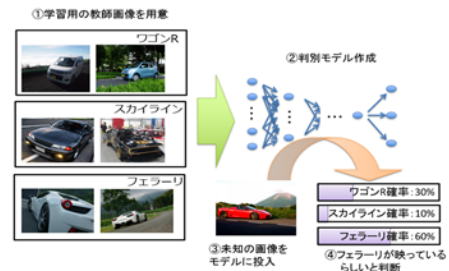 ①学習用の教師画像を用意
ワゴンR
スカイライン
フェラーリ
②判別モデル作成
③未知の画像を
モデルに投入
ワゴンR確率:30%
スカイライン確率:10%
フェラーリ確率:60%
④フェラーリが映っている
らしいと判断